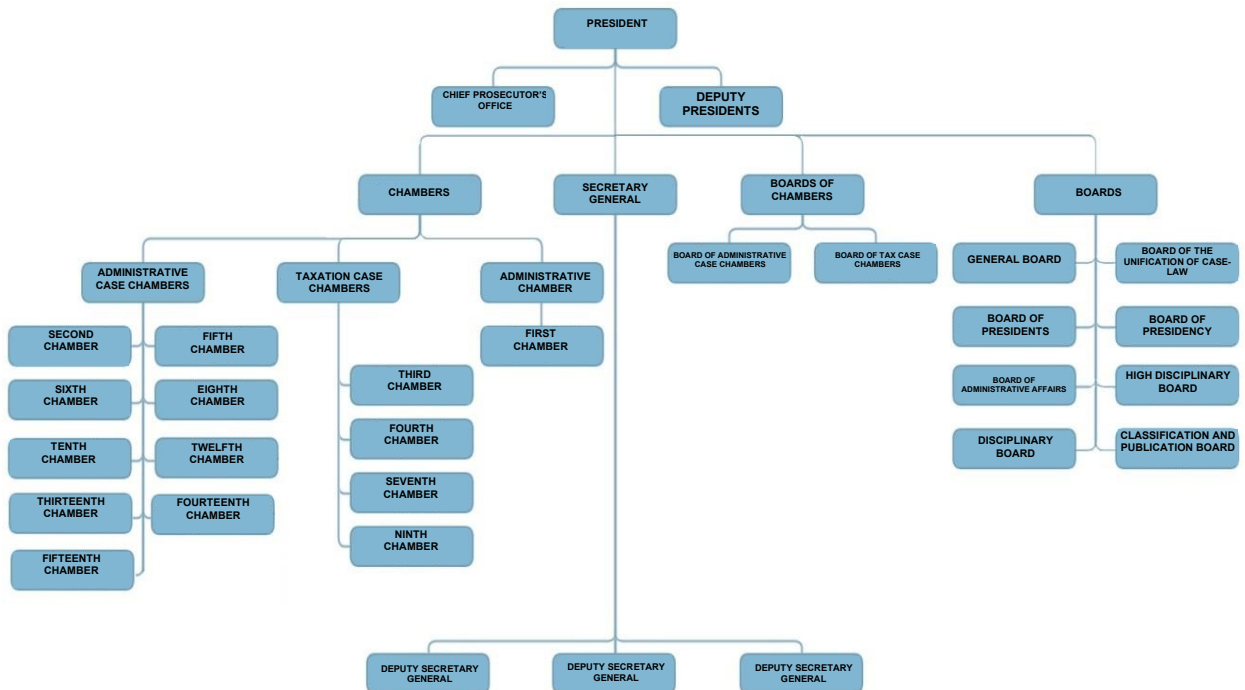 PRESIDENT
CHIEF PROSECUTOR'S
OFFICE
DEPUTY
PRESIDENTS
CHAMBERS
SECRETARY
GENERAL
BOARDS OF
CHAMBERS
BOARDS
ADMINISTRATIVE
CASE CHAMBERS
TAXATION CASE
CHAMBERS
ADMINISTRATIVE
CHAMBER
BOARD OF ADMINISTRATIVE
CASE CHAMBERS
BOARD OF TAX CASE
CHAMBERS
GENERAL BOARD
BOARD OF THE
UNIFICATION OF CASE-
LAW
SECOND
CHAMBER
FIFTH
CHAMBER
FIRST
CHAMBER
BOARD OF
PRESIDENTS
BOARD OF
PRESIDENCY
SIXTH
CHAMBER
EIGHTH
CHAMBER
THIRD
CHAMBER
BOARD OF
ADMINISTRATIVE AFFAIRS
HIGH DISCIPLINARY
BOARD
TENTH
CHAMBER
TWELFTH
CHAMBER
FOURTH
CHAMBER
DISCIPLINARY
BOARD
CLASSIFICATION AND
PUBLICATION BOARD
THIRTEENTH
CHAMBER
FOURTEENTH
CHAMBER
SEVENTH
CHAMBER
FIFTEENTH
CHAMBER
NINTH
CHAMBER
DEPUTY SECRETARY
GENERAL
DEPUTY SECRETARY
GENERAL
DEPUTY SECRETARY
GENERAL